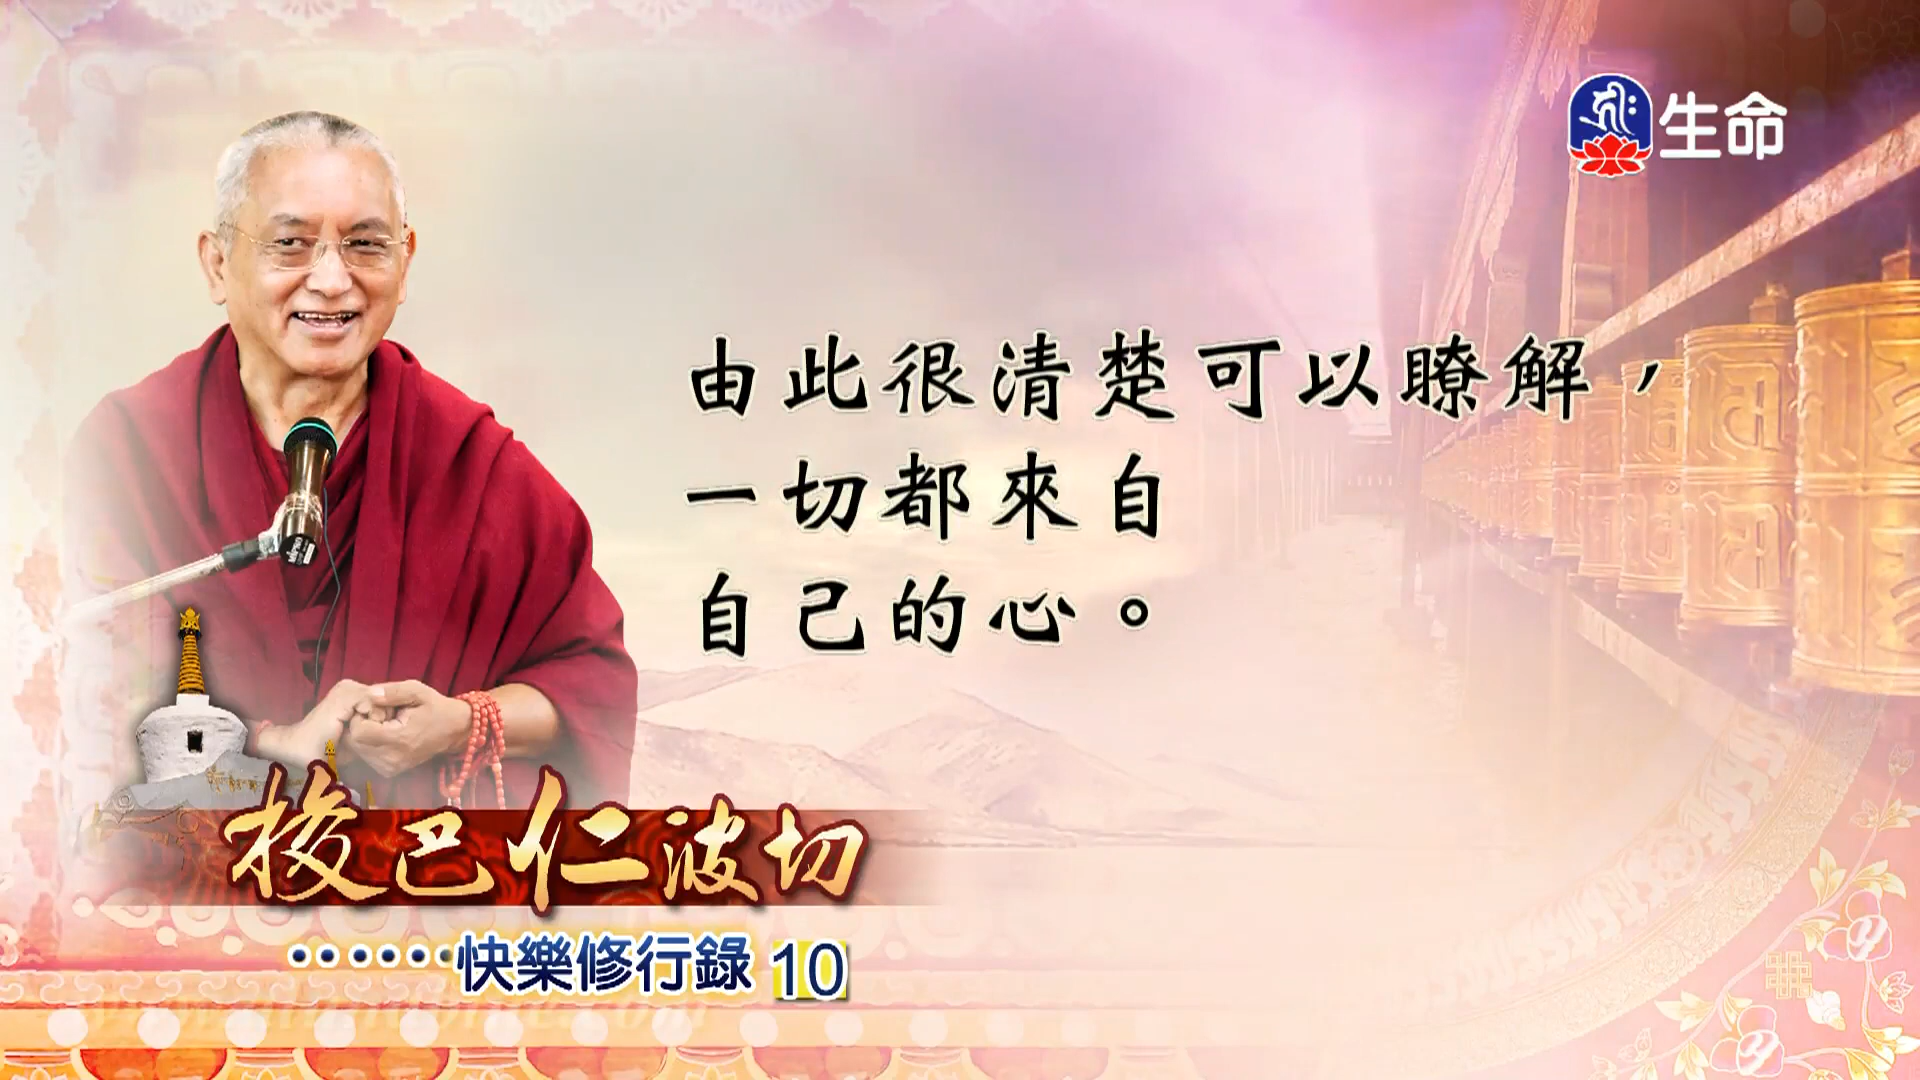 生命
由此很清楚可以瞭解，
一切都來自
自己的心。
梭巴仁波切
……快樂修行錄 10